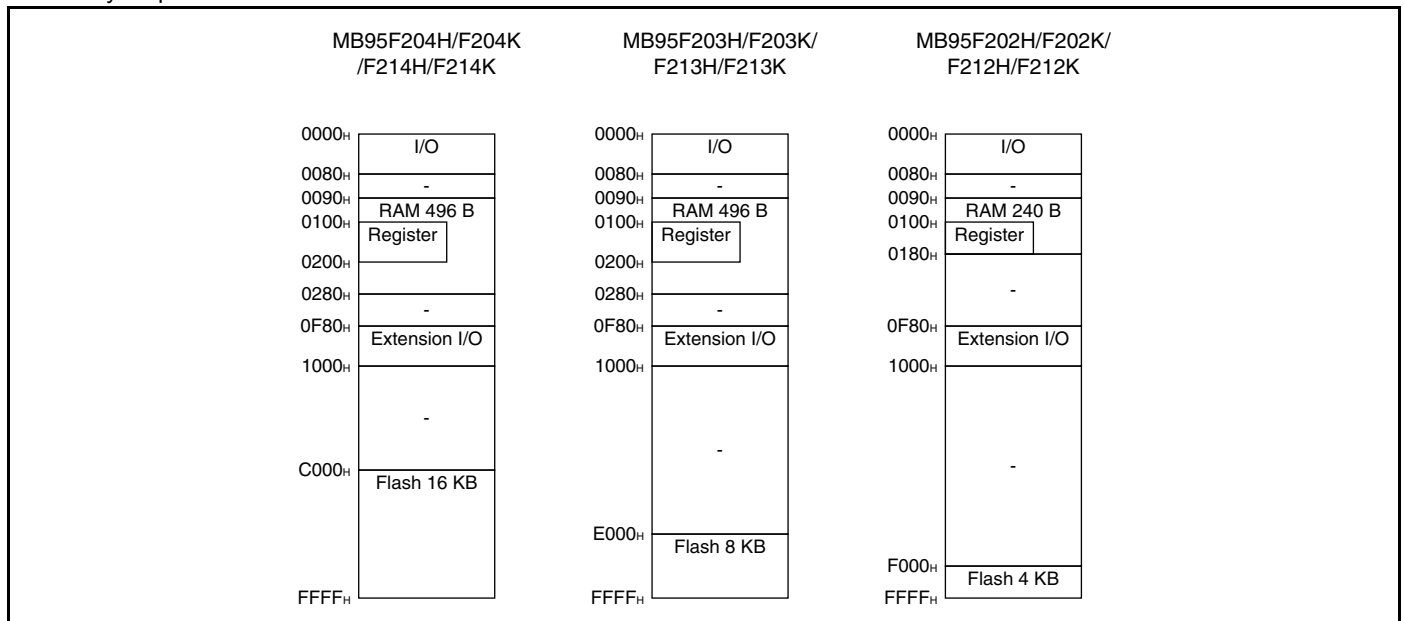 MB95F204H/F204K
/F214H/F214K
0000H
I/O
0080H
-
0090H
RAM 496 B
0100H
Register
0200H
0280H
-
0F80H
Extension I/O
1000H
-
C000H
Flash 16 KB
FFFFH
MB95F203H/F203K/
F213H/F213K
0000H
I/O
0080H
-
0090H
RAM 496 B
0100H
Register
0200H
0280H
-
0F80H
Extension I/O
1000H
-
E000H
Flash 8 KB
FFFFH
MB95F202H/F202K/
F212H/F212K
0000H
I/O
0080H
-
0090H
RAM 240 B
0100H
Register
0180H
-
0F80H
Extension I/O
1000H
-
F000H
Flash 4 KB
FFFFH